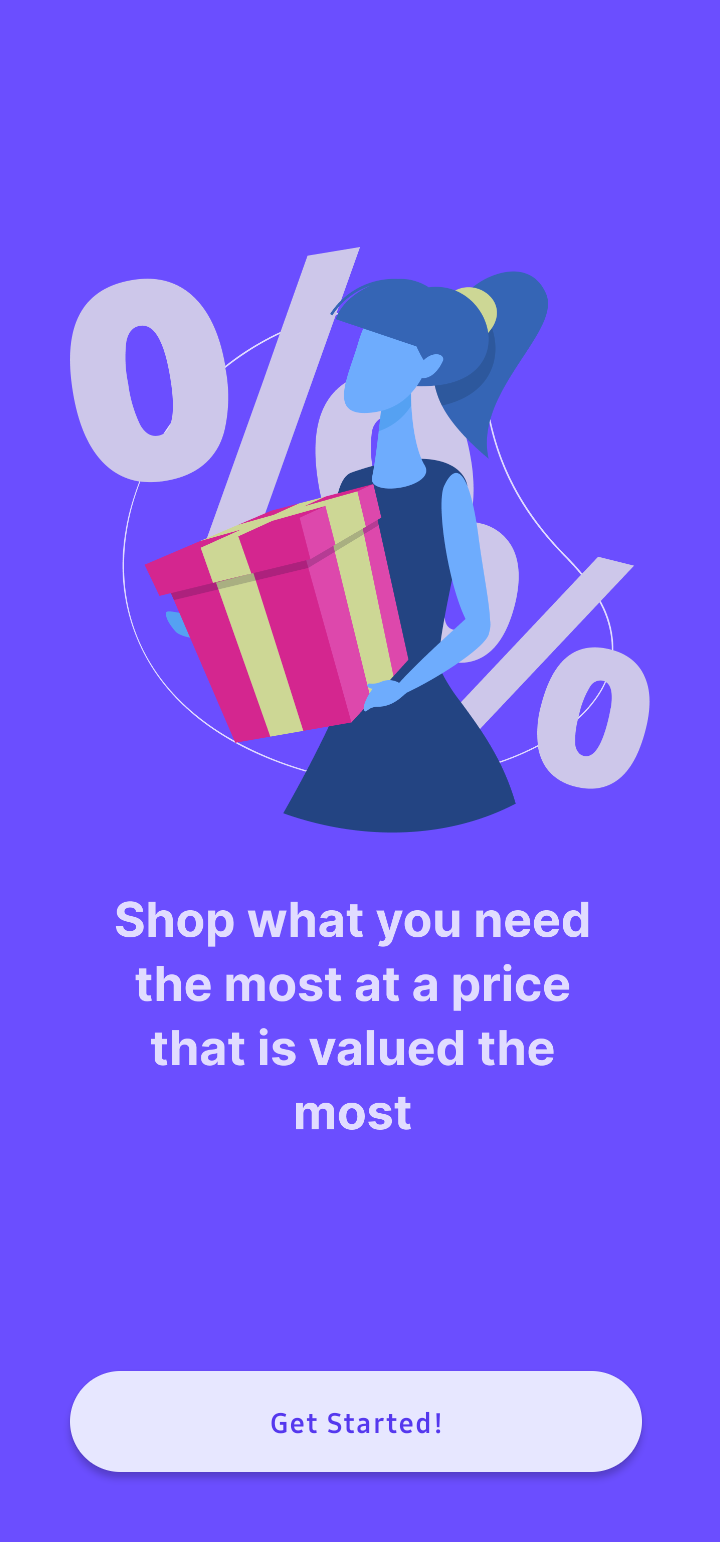 %
%
Shop what you need
the most at a price
that is valued the
most
Get Started!